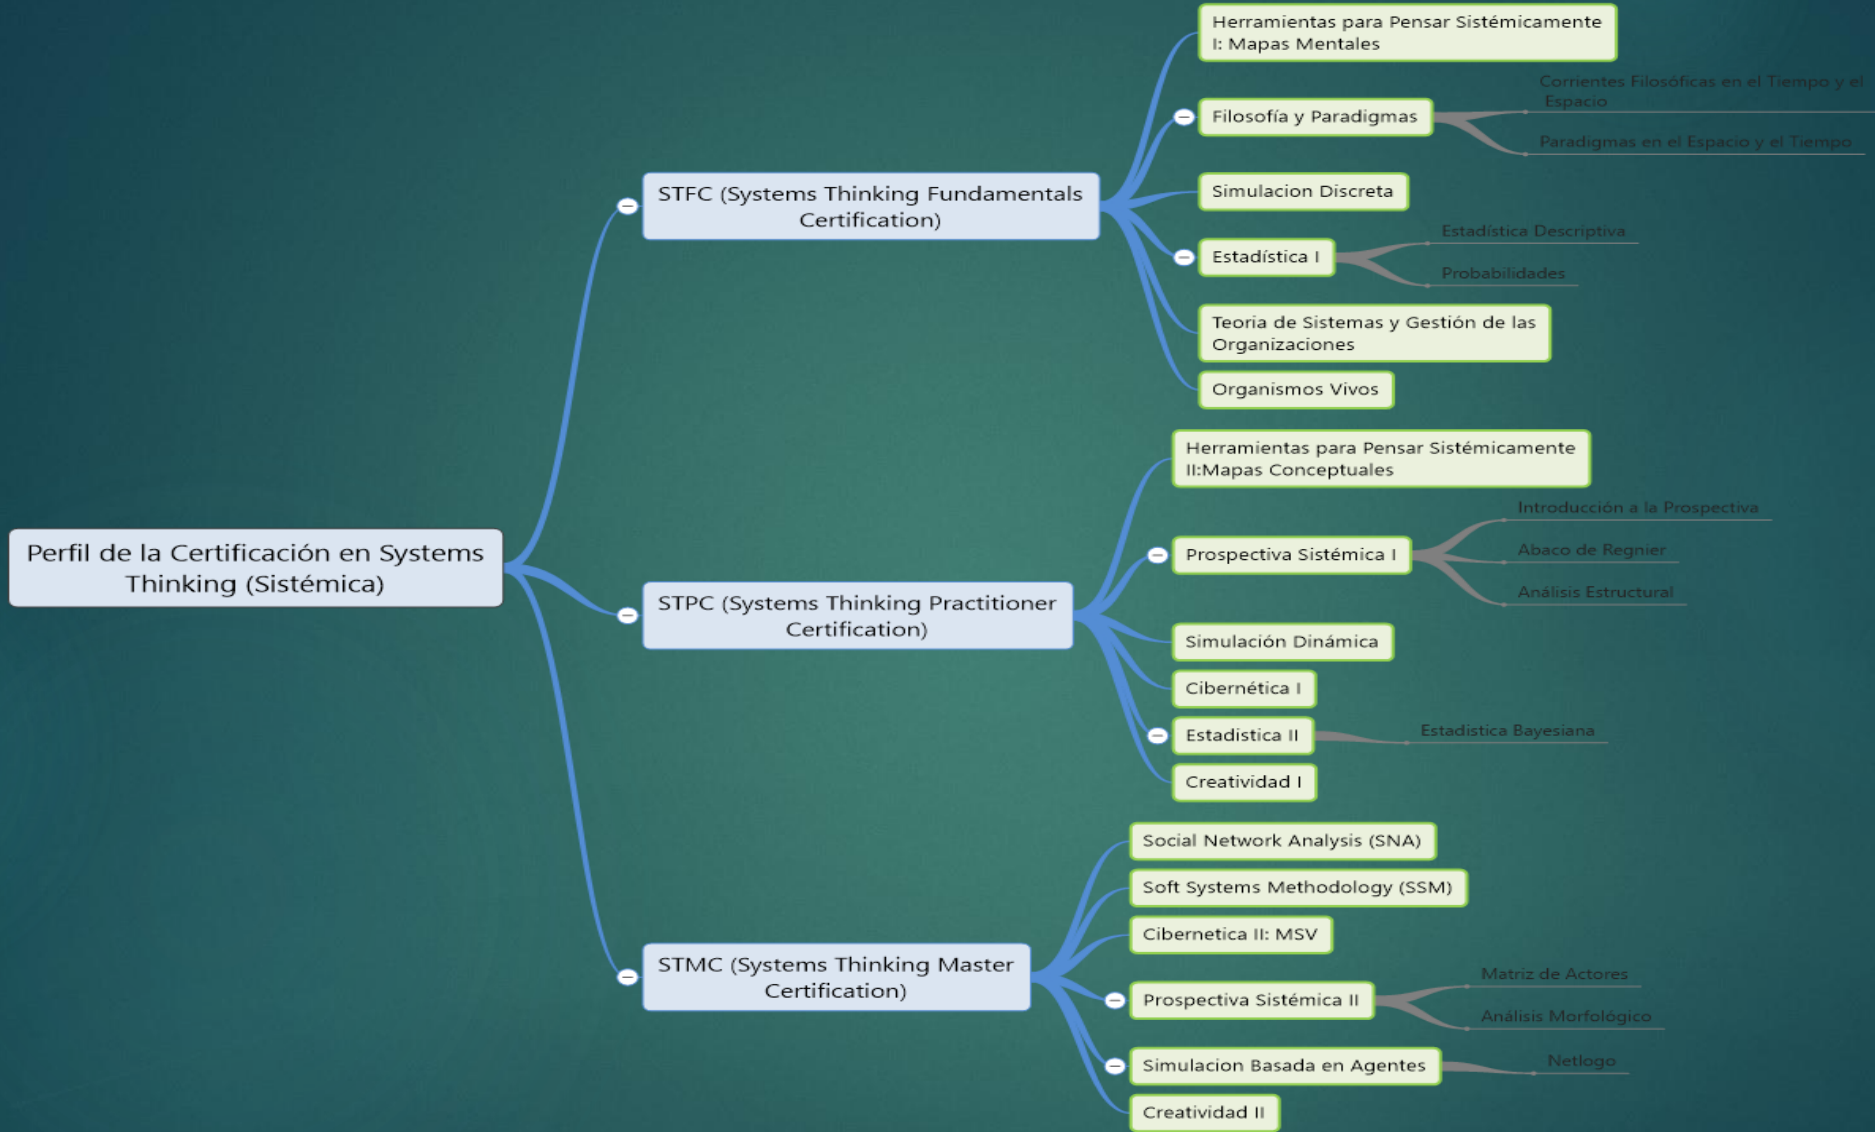 Perfil de la Certificación en Systems
Thinking (Sistémica)
STFC (Systems Thinking Fundamentals
Certification)
Herramientas para Pensar Sistémicamente
I: Mapas Mentales
Filosofía y Paradigmas
Corrientes Filosóficas en el Tiempo y el
Espacio
Paradigmas en el Espacio y el Tiempo
Simulacion Discreta
Estadística I
Estadística Descriptiva
Probabilidades
Teoria de Sistemas y Gestión de las
Organizaciones
Organismos Vivos
STPC (Systems Thinking Practitioner
Certification)
Herramientas para Pensar Sistémicamente
II:Mapas Conceptuales
Prospectiva Sistémica I
Introducción a la Prospectiva
Abaco de Regnier
Análisis Estructural
Simulación Dinámica
Cibernética I
Estadistica II
Estadistica Bayesiana
Creatividad I
STMC (Systems Thinking Master
Certification)
Social Network Analysis (SNA)
Soft Systems Methodology (SSM)
Cibernetica II: MSV
Prospectiva Sistémica II
Matriz de Actores
Análisis Morfológico
Simulacion Basada en Agentes
Netlogo
Creatividad II